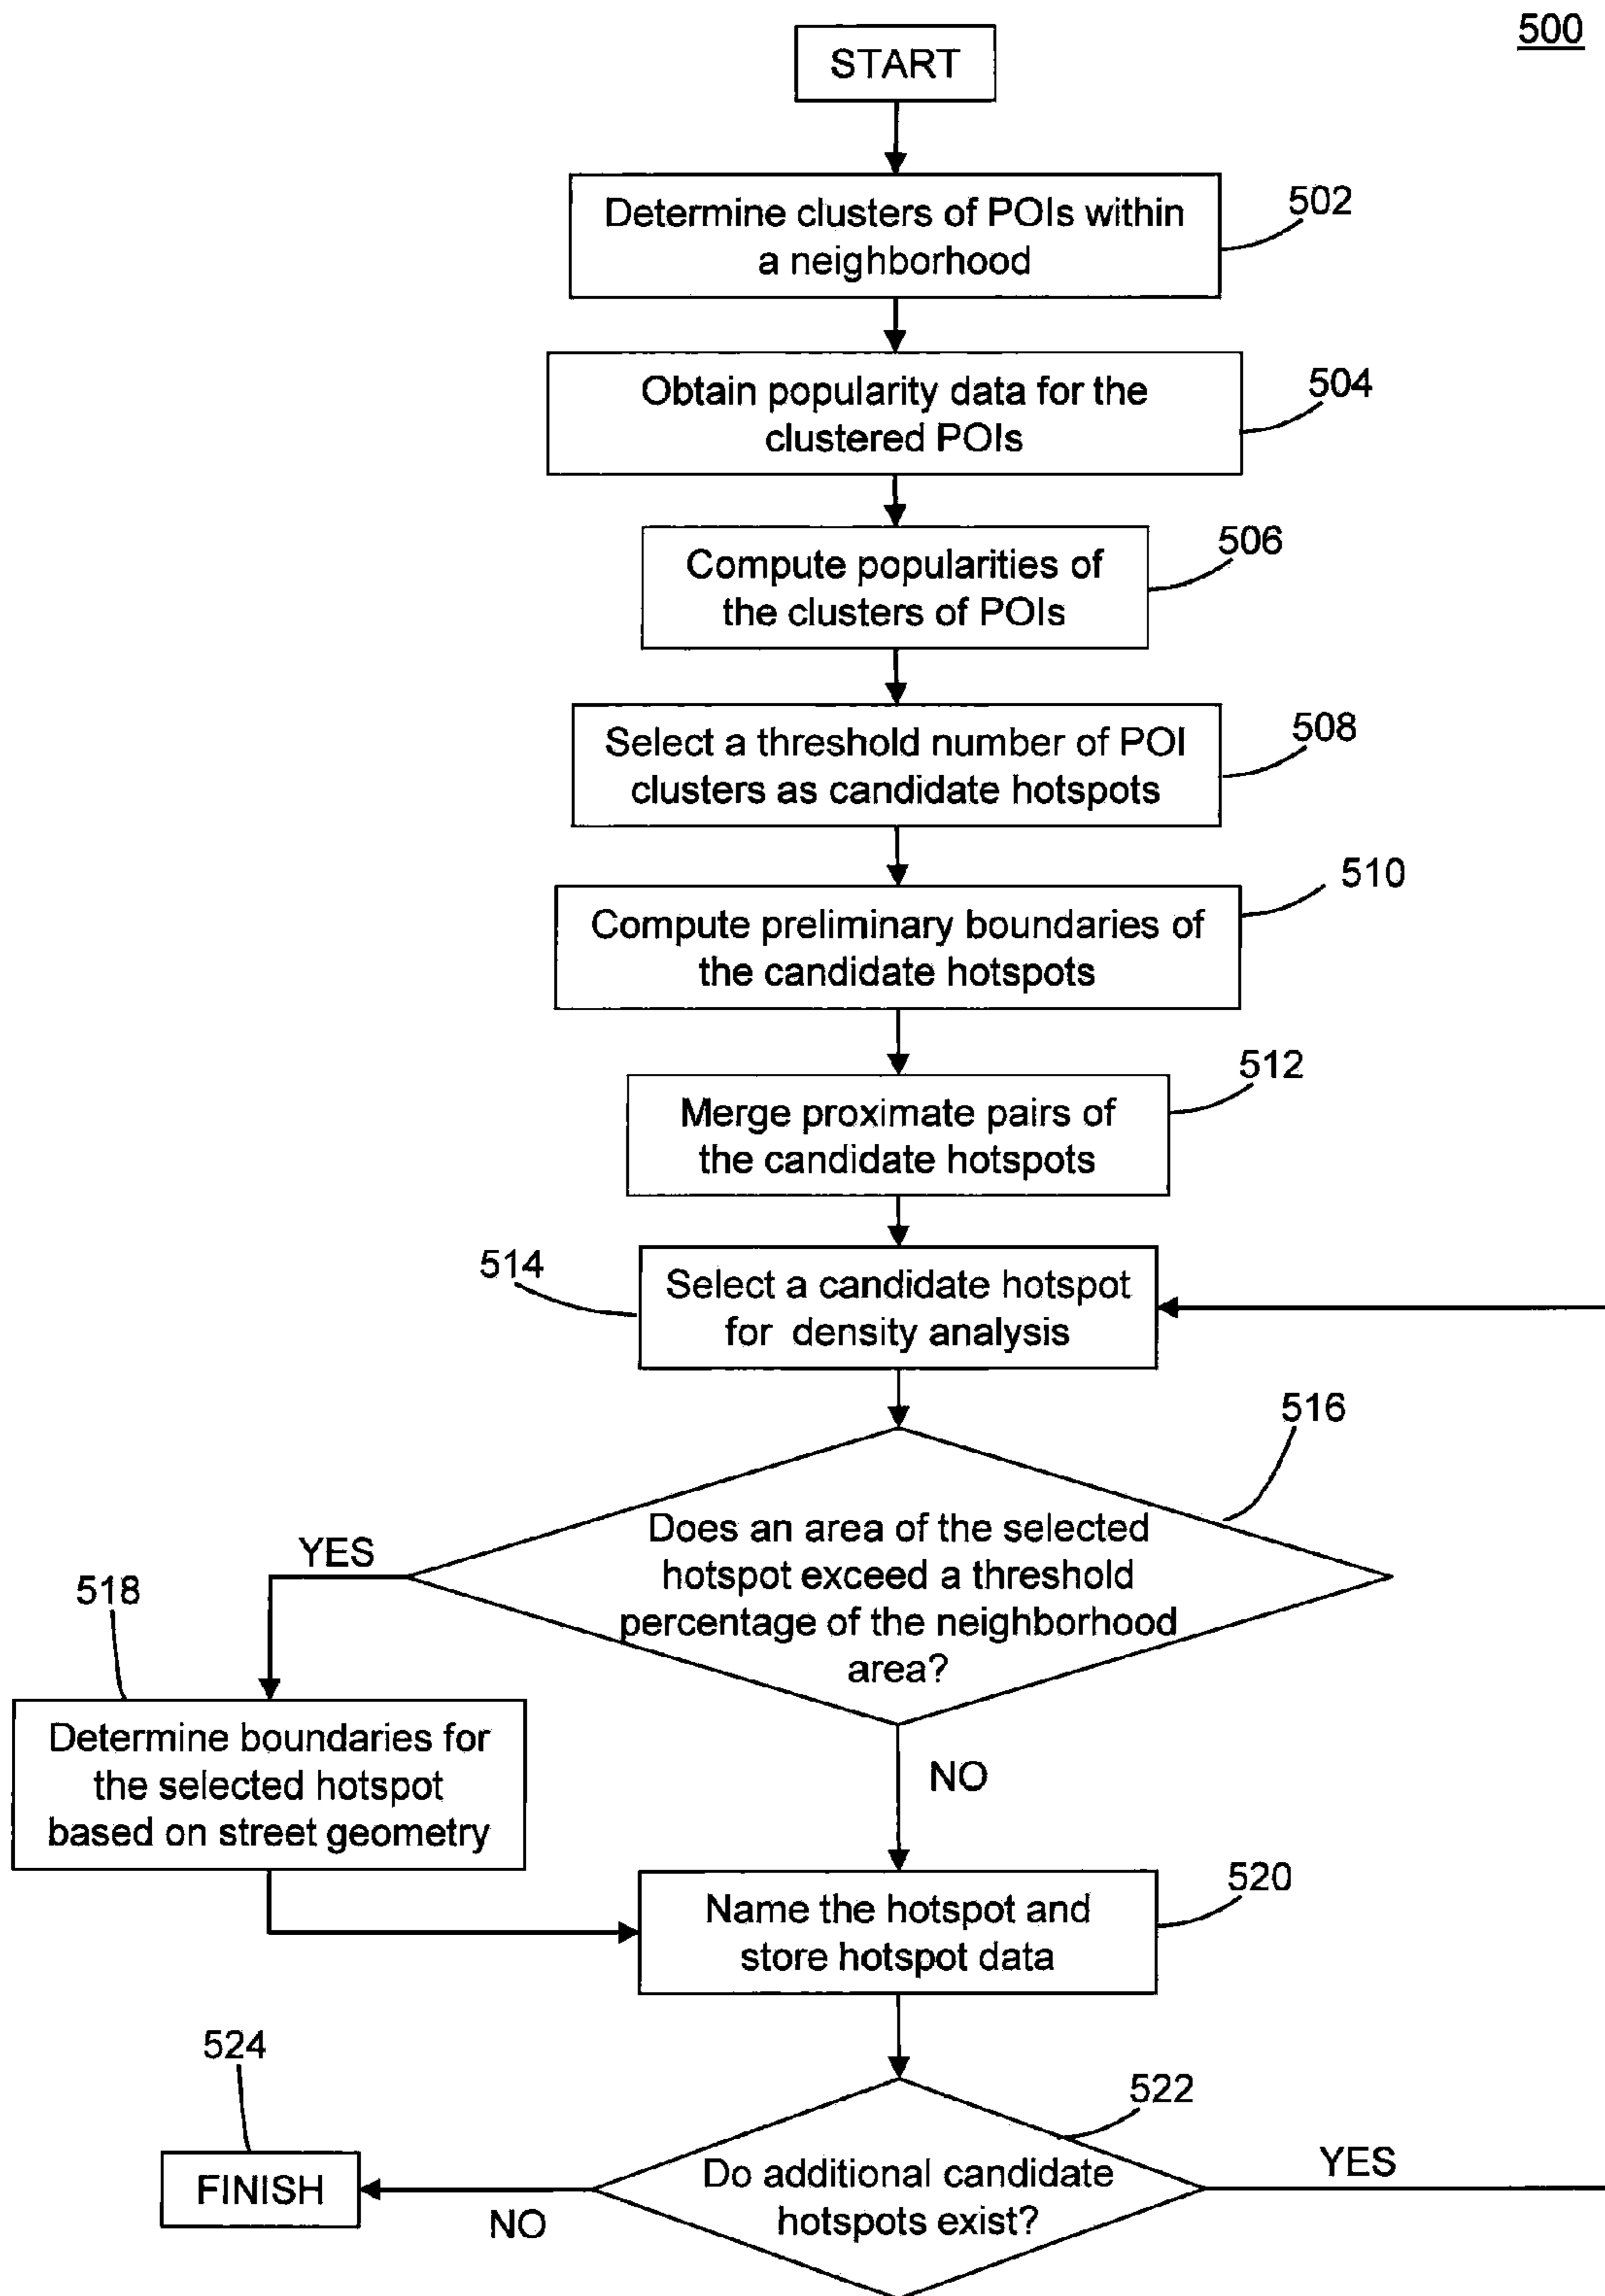 500
START
Determine clusters of POIs within
a neighborhood
502
Obtain popularity data for the
clustered POIs
504
Compute popularities of
the clusters of POIs
506
Select a threshold number of POI
clusters as candidate hotspots
508
Compute preliminary boundaries of
the candidate hotspots
510
Merge proximate pairs of
the candidate hotspots
512
514
Select a candidate hotspot
for density analysis
516
Does an area of the selected
hotspot exceed a threshold
percentage of the neighborhood
area?
YES
518
Determine boundaries for
the selected hotspot
based on street geometry
NO
520
Name the hotspot and
store hotspot data
524
FINISH
522
Do additional candidate
hotspots exist?
NO
YES